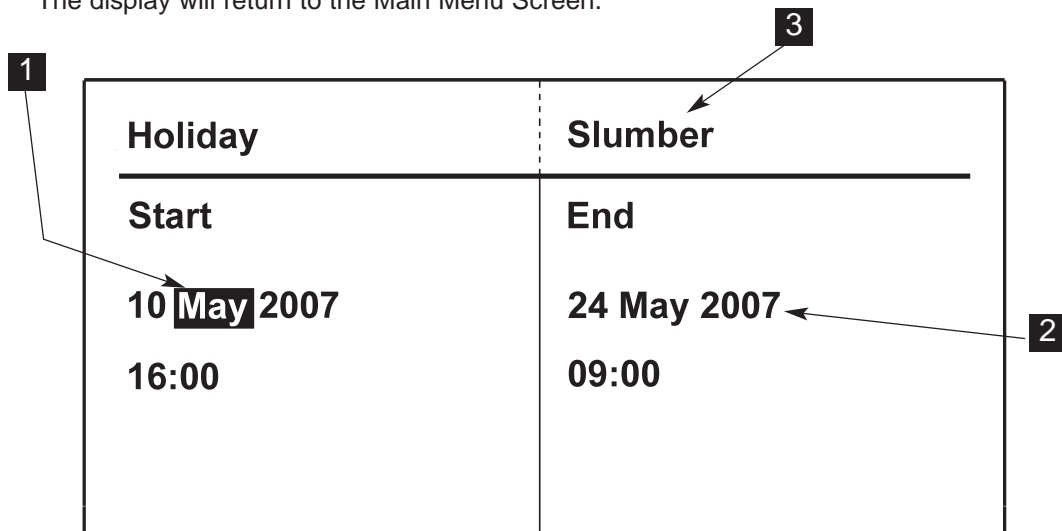 The display will return to the Main Menu Screen.
3
1
Holiday Slumber
Start End
10 May 2007 24 May 2007
2
16:00 09:00